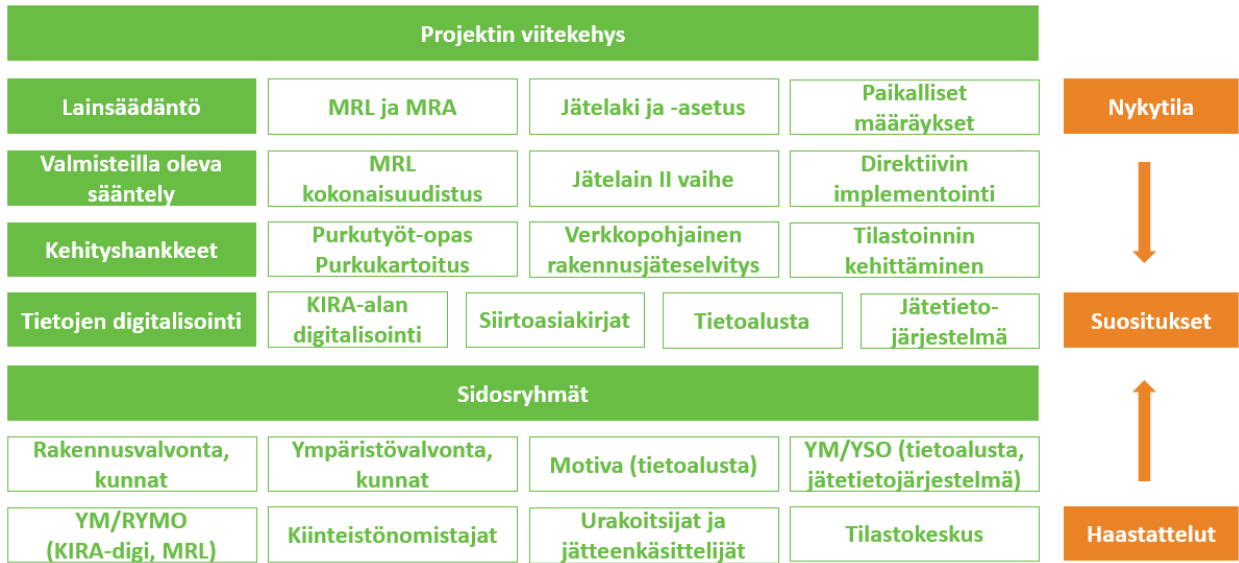 Projektin viitekehys
Lainsäädäntö
MRL ja MRA
Jätelaki ja -asetus
Paikalliset
määräykset
Nykytila
Valmisteilla oleva
sääntely
MRL
kokonaisuudistus
Jätelain II vaihe
Direktiivin
implementointi
Kehityshankkeet
Purkutyöt-opas
Purkukartoitus
Verkkopohjainen
rakennusjäteselvitys
Tilastoinnin
kehittäminen
Tietojen digitalisointi
KIRA-alan
digitalisointi
Siirtoasiakirjat
Tietoalusta
Jätetieto-
järjestelmä
Suositukset
Sidosryhmät
Rakennusvalvonta,
kunnat
Ympäristövalvonta,
kunnat
Motiva (tietoalusta)
YM/YSO (tietoalusta,
jätetietojärjestelmä)
YM/RYMO
(KIRA-digi, MRL)
Kiinteistönomistajat
Urakoitsijat ja
jätteenkäsittelijät
Tilastokeskus
Haastattelut